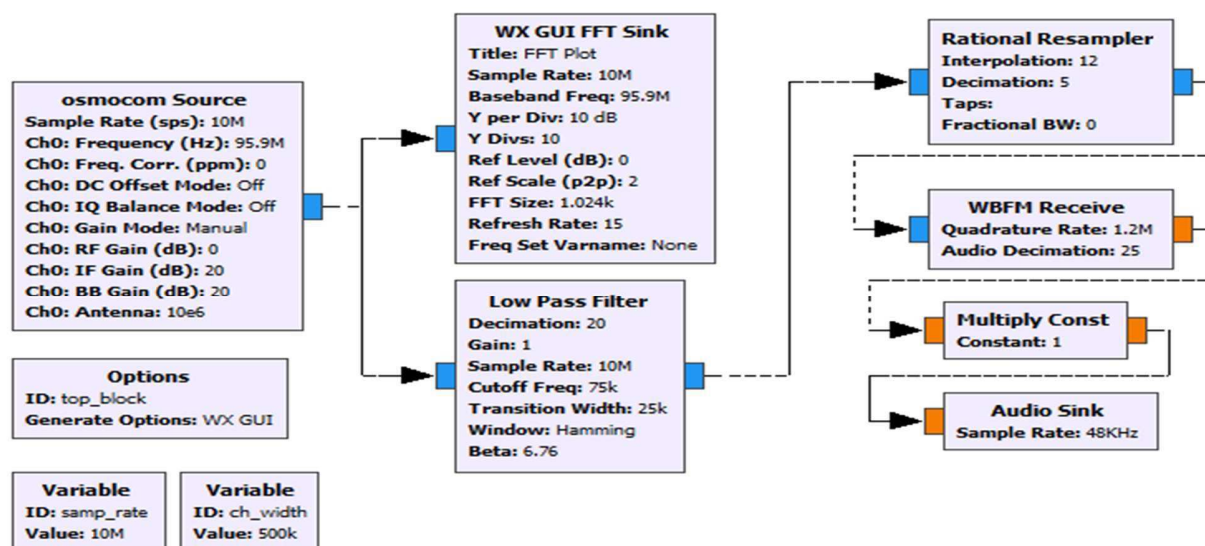 osmocom Source
Sample Rate (sps): 10M
Ch0: Frequency (Hz): 95.9M
Ch0: Freq. Corr. (ppm): 0
Ch0: DC Offset Mode: Off
Ch0: IQ Balance Mode: Off
Ch0: Gain Mode: Manual
Ch0: RF Gain (dB): 0
Ch0: IF Gain (dB): 20
Ch0: BB Gain (dB): 20
Ch0: Antenna: 10e6
Options
ID: top_block
Generate Options: WX GUI
Variable
ID: samp_rate
Value: 10M
Variable
ID: ch_width
Value: 500k
WX GUI FFT Sink
Title: FFT Plot
Sample Rate: 10M
Baseband Freq: 95.9M
Y per Div: 10 dB
Y Divs: 10
Ref Level (dB): 0
Ref Scale (p2p): 2
FFT Size: 1.024k
Refresh Rate: 15
Freq Set Varname: None
Low Pass Filter
Decimation: 20
Gain: 1
Sample Rate: 10M
Cutoff Freq: 75k
Transition Width: 25k
Window: Hamming
Beta: 6.76
Rational Resampler
Interpolation: 12
Decimation: 5
Taps:
Fractional BW: 0
WBFM Receive
Quadrature Rate: 1.2M
Audio Decimation: 25
Multiply Const
Constant: 1
Audio Sink
Sample Rate: 48KHz